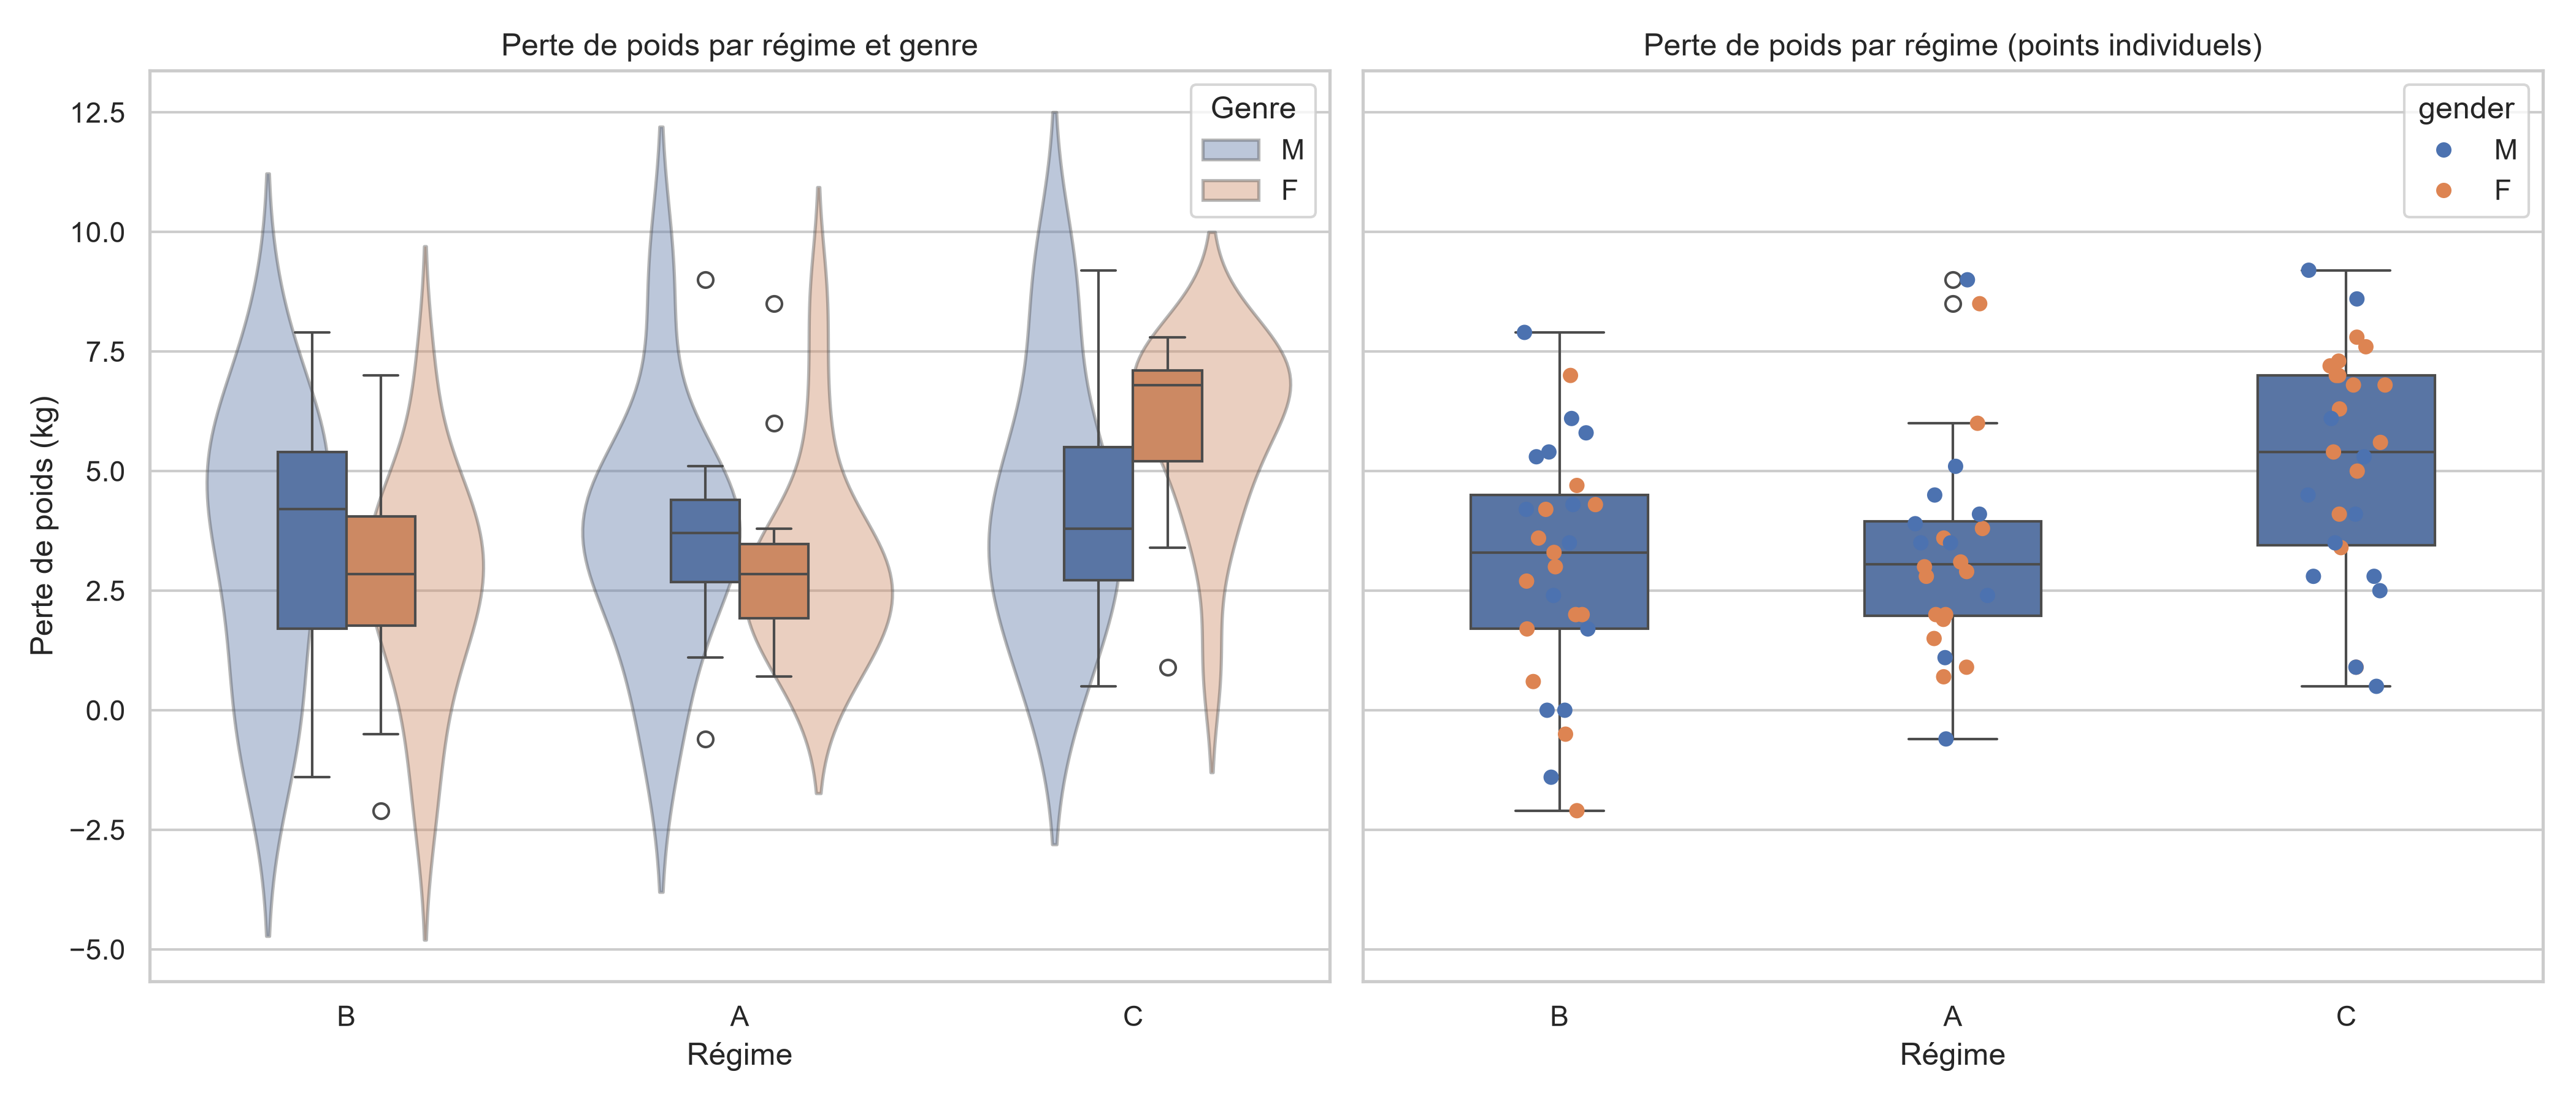 Perte de poids par régime et genre
Perte de poids (kg)
12.5
10.0
7.5
5.0
2.5
0.0
−2.5
−5.0
Genre
M
F
B
A
C
Régime
Perte de poids par régime (points individuels)
gender
M
F
B
A
C
Régime